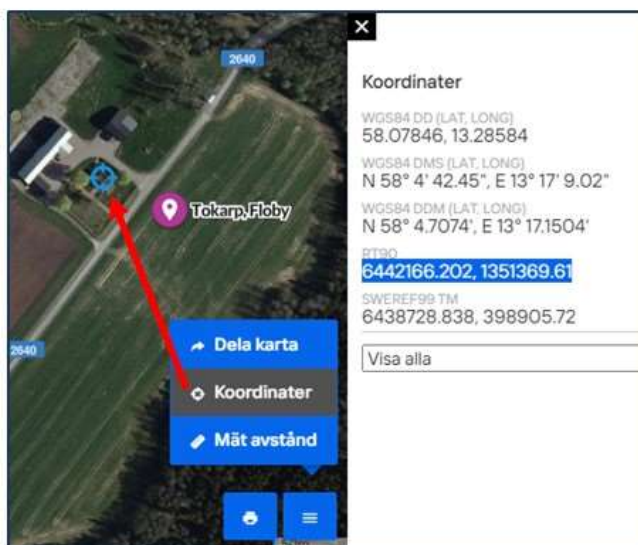 2640
Tokarp, Floby
2640
Dela karta
Koordinater
Mät avstånd
Koordinater
WGS84 DD (LAT, LONG)
58.07846, 13.28584
WGS84 DMS (LAT, LONG)
N 58° 4' 42.45", E 13° 17' 9.02"
WGS84 DDM (LAT, LONG)
N 58° 4.7074', E 13° 17.1504'
RT90
6442166.202, 1351369.61
SWEREF99 TM
6438728.838, 398905.72
Visa alla